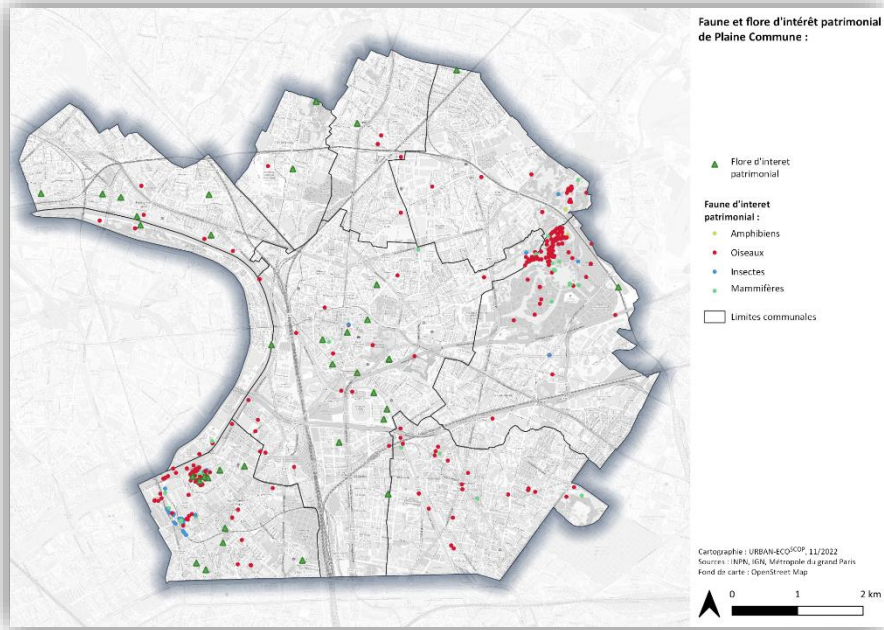 Faune et flore d'intérêt patrimonial
de Plaine Commune :
Flore d'interet
patrimonial
Faune d'interet
patrimonial :
Amphibiens
Oiseaux
Insectes
Mammifères
Limites communales
Cartographie : URBAN-ECOSCOP, 11/2022
Sources : INPN, IGN, Métropole du grand Paris
Fond de carte : OpenStreet Map
0 1 2 km